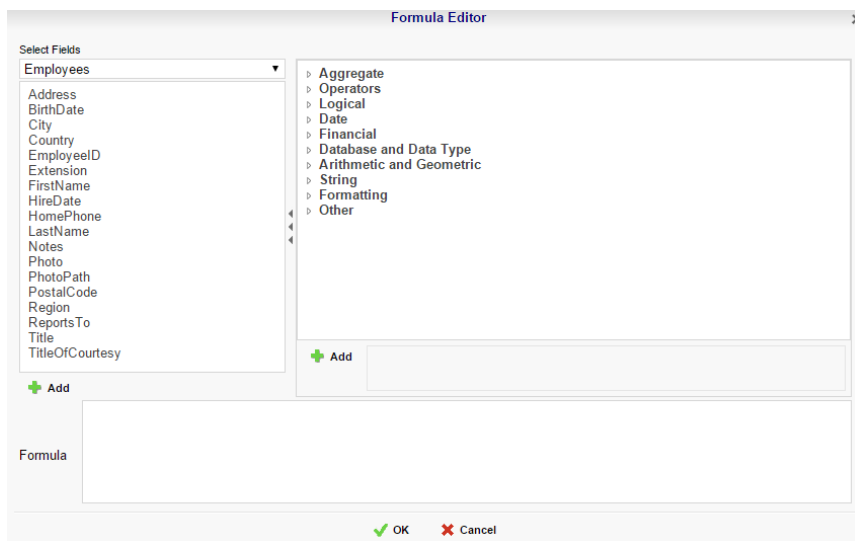 Formula Editor
Select Fields
Employees
Address
BirthDate
City
Country
EmployeeID
Extension
FirstName
HireDate
HomePhone
LastName
Notes
Photo
PhotoPath
PostalCode
Region
ReportsTo
Title
TitleOfCourtesy
Add
Aggregate
Operators
Logical
Date
Financial
Database and Data Type
Arithmetic and Geometric
String
Formatting
Other
Add
Formula
OK Cancel